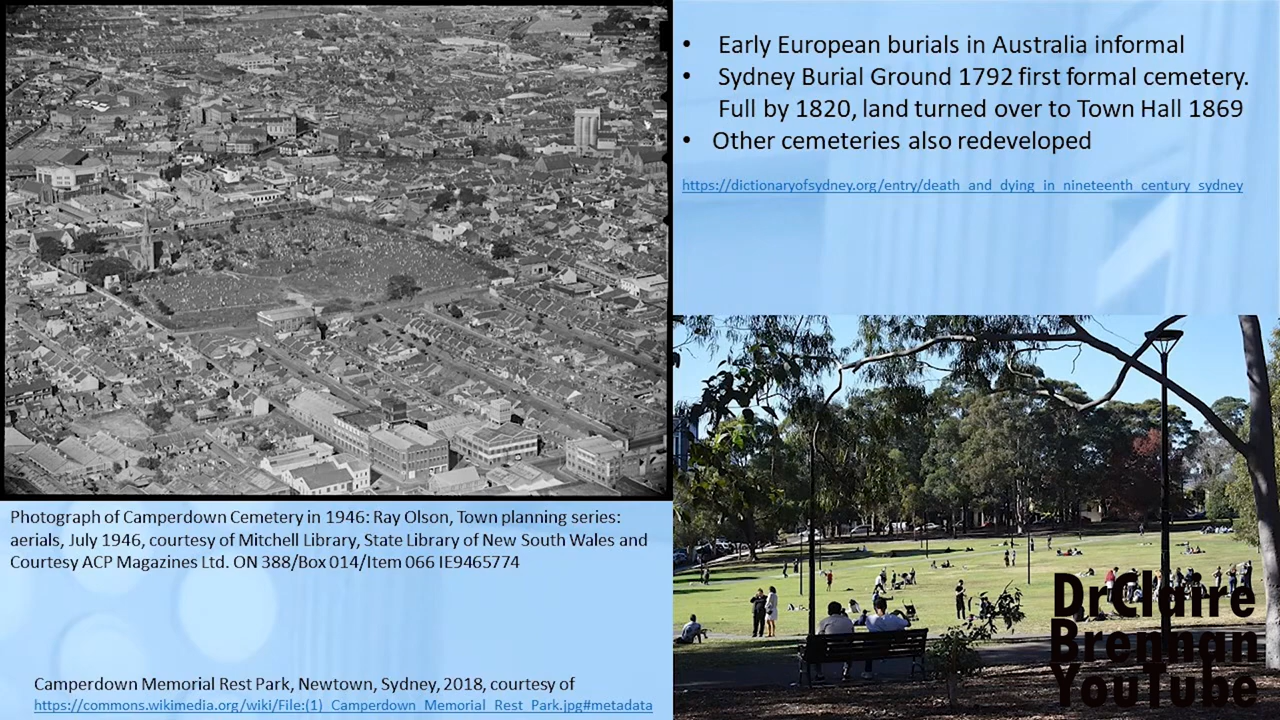 • Early European burials in Australia informal
• Sydney Burial Ground 1792 first formal cemetery.
Full by 1820, land turned over to Town Hall 1869
• Other cemeteries also redeveloped
https://dictionaryofsydney.org/entry/death_and_dying_in_nineteenth_century_sydney
Photograph of Camperdown Cemetery in 1946: Ray Olson, Town planning series:
aerials, July 1946, courtesy of Mitchell Library, State Library of New South Wales and
Courtesy ACP Magazines Ltd. ON 388/Box 014/Item 066 IE9465774
Camperdown Memorial Rest Park, Newtown, Sydney, 2018, courtesy of
https://commons.wikimedia.org/wiki/File:(1)_Camperdown_Memorial_Rest_Park.jpg#metadata
DrClaire
Brennan
YouTube